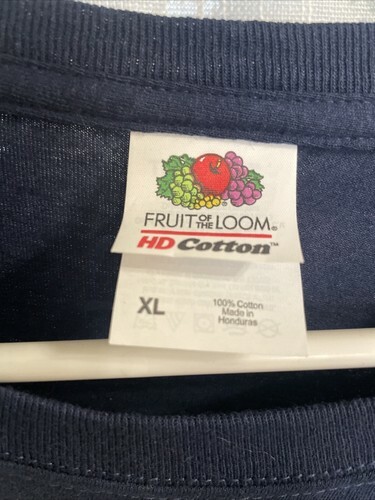 FRUIT OF THE LOOM®
HD Cotton™
XL
100% Cotton
Made in
Honduras